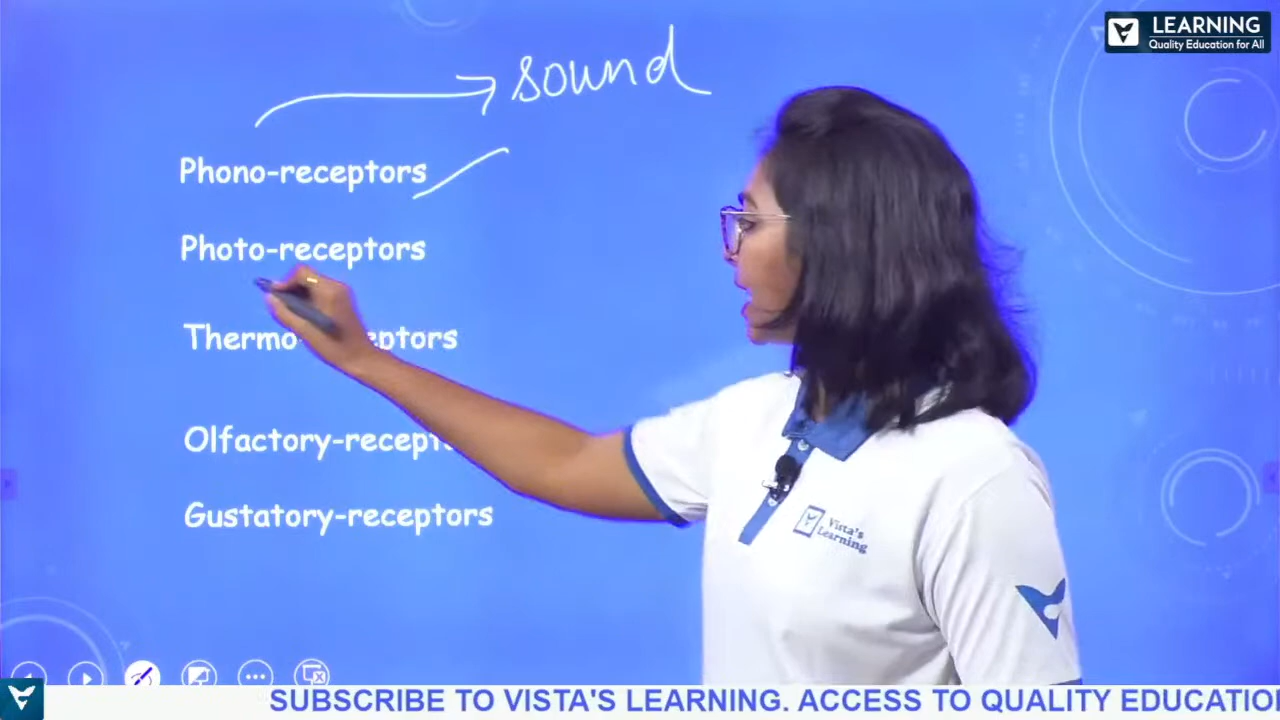 LEARNING
Quality Education for All
sound
Phono-receptors
Photo-receptors
Thermo- eptors
Olfactory-recept
Gustatory-receptors
Vista's
Learning
SUBSCRIBE TO VISTA'S LEARNING. ACCESS TO QUALITY EDUCATIO